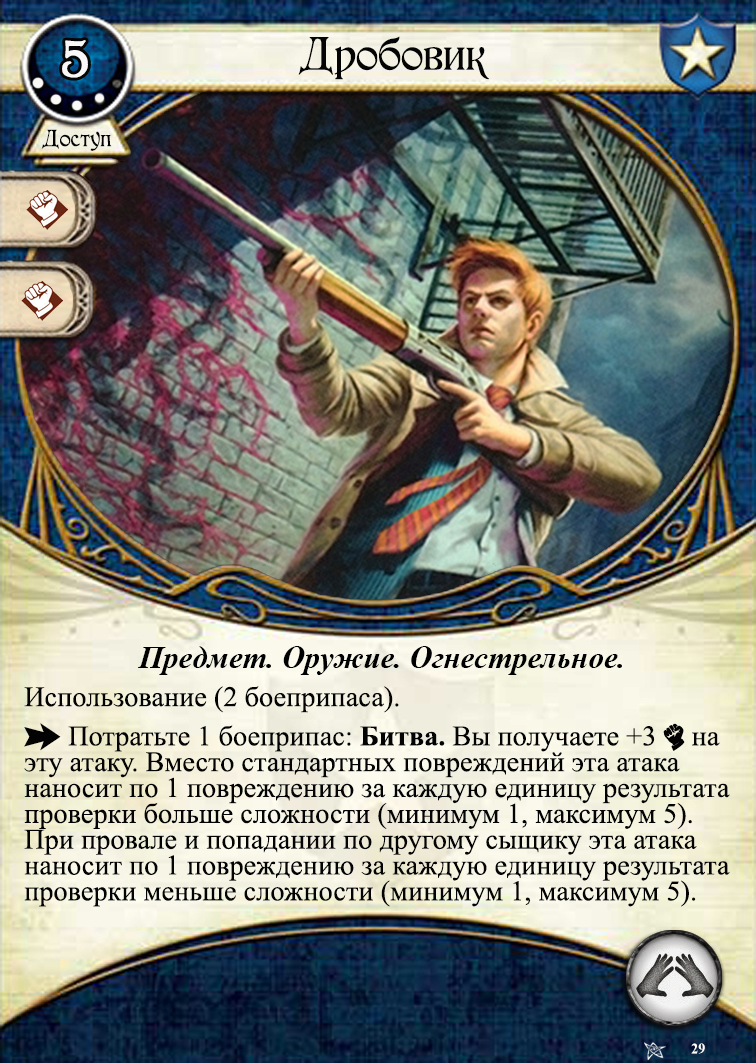 5
Дробовик
Доступ
Предмет. Оружие. Огнестрельное.
Использование (2 боеприпаса).
Потратьте 1 боеприпас: Битва. Вы получаете +3 на
эту атаку. Вместо стандартных повреждений эта атака
наносит по 1 повреждению за каждую единицу результата
проверки больше сложности (минимум 1, максимум 5).
При провале и попадании по другому сыщику эта атака
наносит по 1 повреждению за каждую единицу результата
проверки меньше сложности (минимум 1, максимум 5).
29